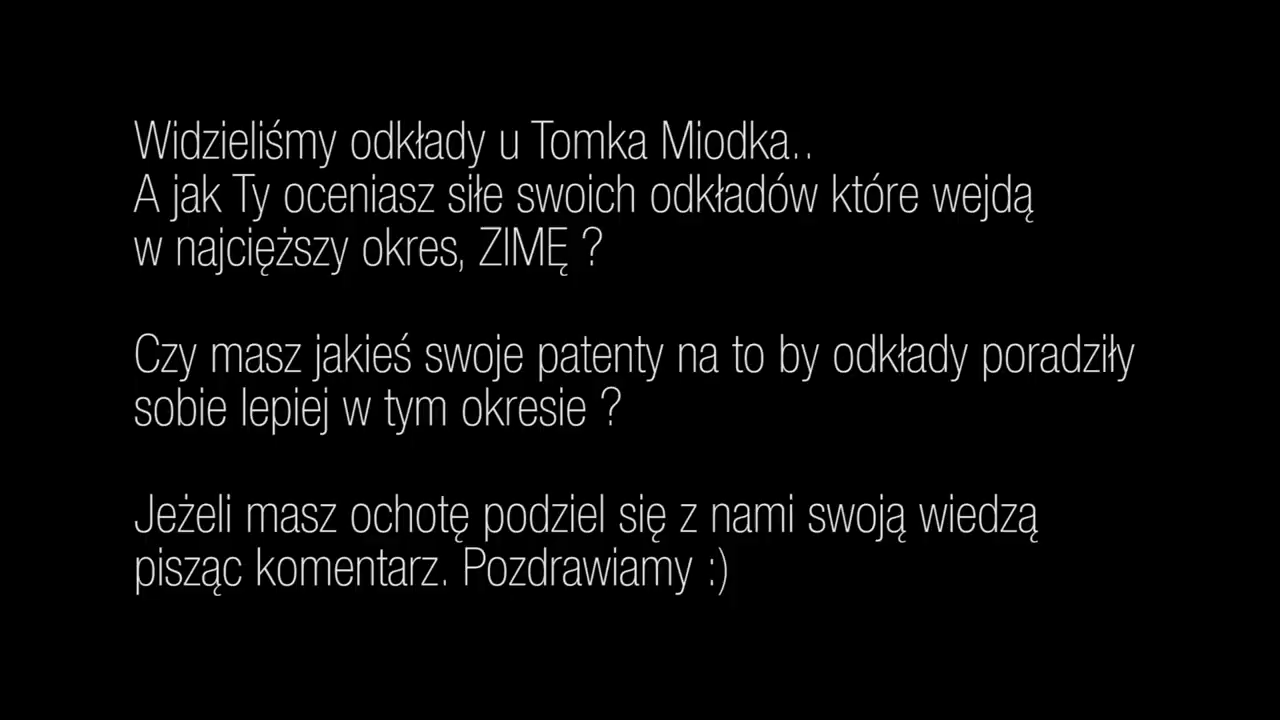 Widzieliśmy odkłady u Tomka Miodka..
A jak Ty oceniasz siłe swoich odkładów które wejdą
w najcięższy okres, ZIMĘ ?
Czy masz jakieś swoje patenty na to by odkłady poradziły
sobie lepiej w tym okresie ?
Jeżeli masz ochotę podziel się z nami swoją wiedzą
pisząc komentarz. Pozdrawiamy :)